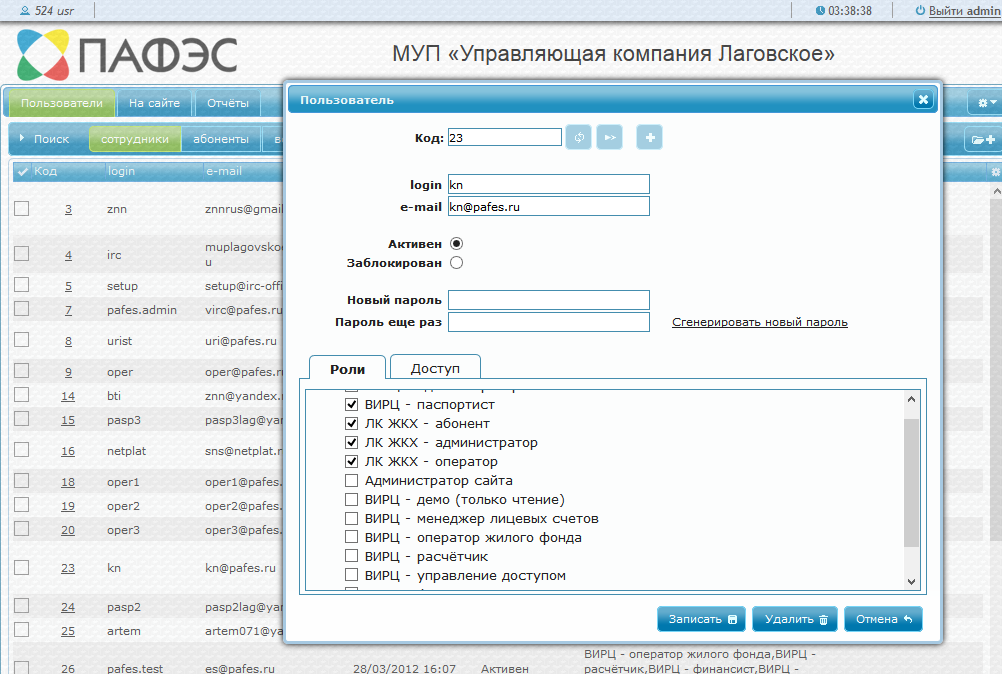 524 usr
03:38:38
Выйти admin
ПАФЭС
МУП «Управляющая компания Лаговское»
Пользователи
На сайте
Отчёты
Поиск
сотрудники
абоненты
Код login e-mail
3 znn znnrus@gmai
4 irc muplagovsko
u
5 setup setup@irc-offi
7 pafes.admin virc@pafes.ru
8 urist uri@pafes.ru
9 oper oper@pafes.r
14 bti znn@yandex.
15 pasp3 pasp3lag@ya
16 netplat sns@netplat.r
18 oper1 oper1@pafes.
19 oper2 oper2@pafes.
20 oper3 oper3@pafes.
23 kn kn@pafes.ru
24 pasp2 pasp2lag@ya
25 artem artem071@ya
26 pafes.test es@pafes.ru 28/03/2012 16:07 Активен
ВИРЦ - оператор жилого фонда,ВИРЦ -
расчётчик,ВИРЦ - финансист,ВИРЦ -
Пользователь
Код: 23
login kn
e-mail kn@pafes.ru
Активен
Заблокирован
Новый пароль
Пароль еще раз
Сгенерировать новый пароль
Роли
Доступ
ВИРЦ - паспортист
ЛК ЖКХ - абонент
ЛК ЖКХ - администратор
ЛК ЖКХ - оператор
Администратор сайта
ВИРЦ - демо (только чтение)
ВИРЦ - менеджер лицевых счетов
ВИРЦ - оператор жилого фонда
ВИРЦ - расчётчик
ВИРЦ - управление доступом
Записать
Удалить
Отмена